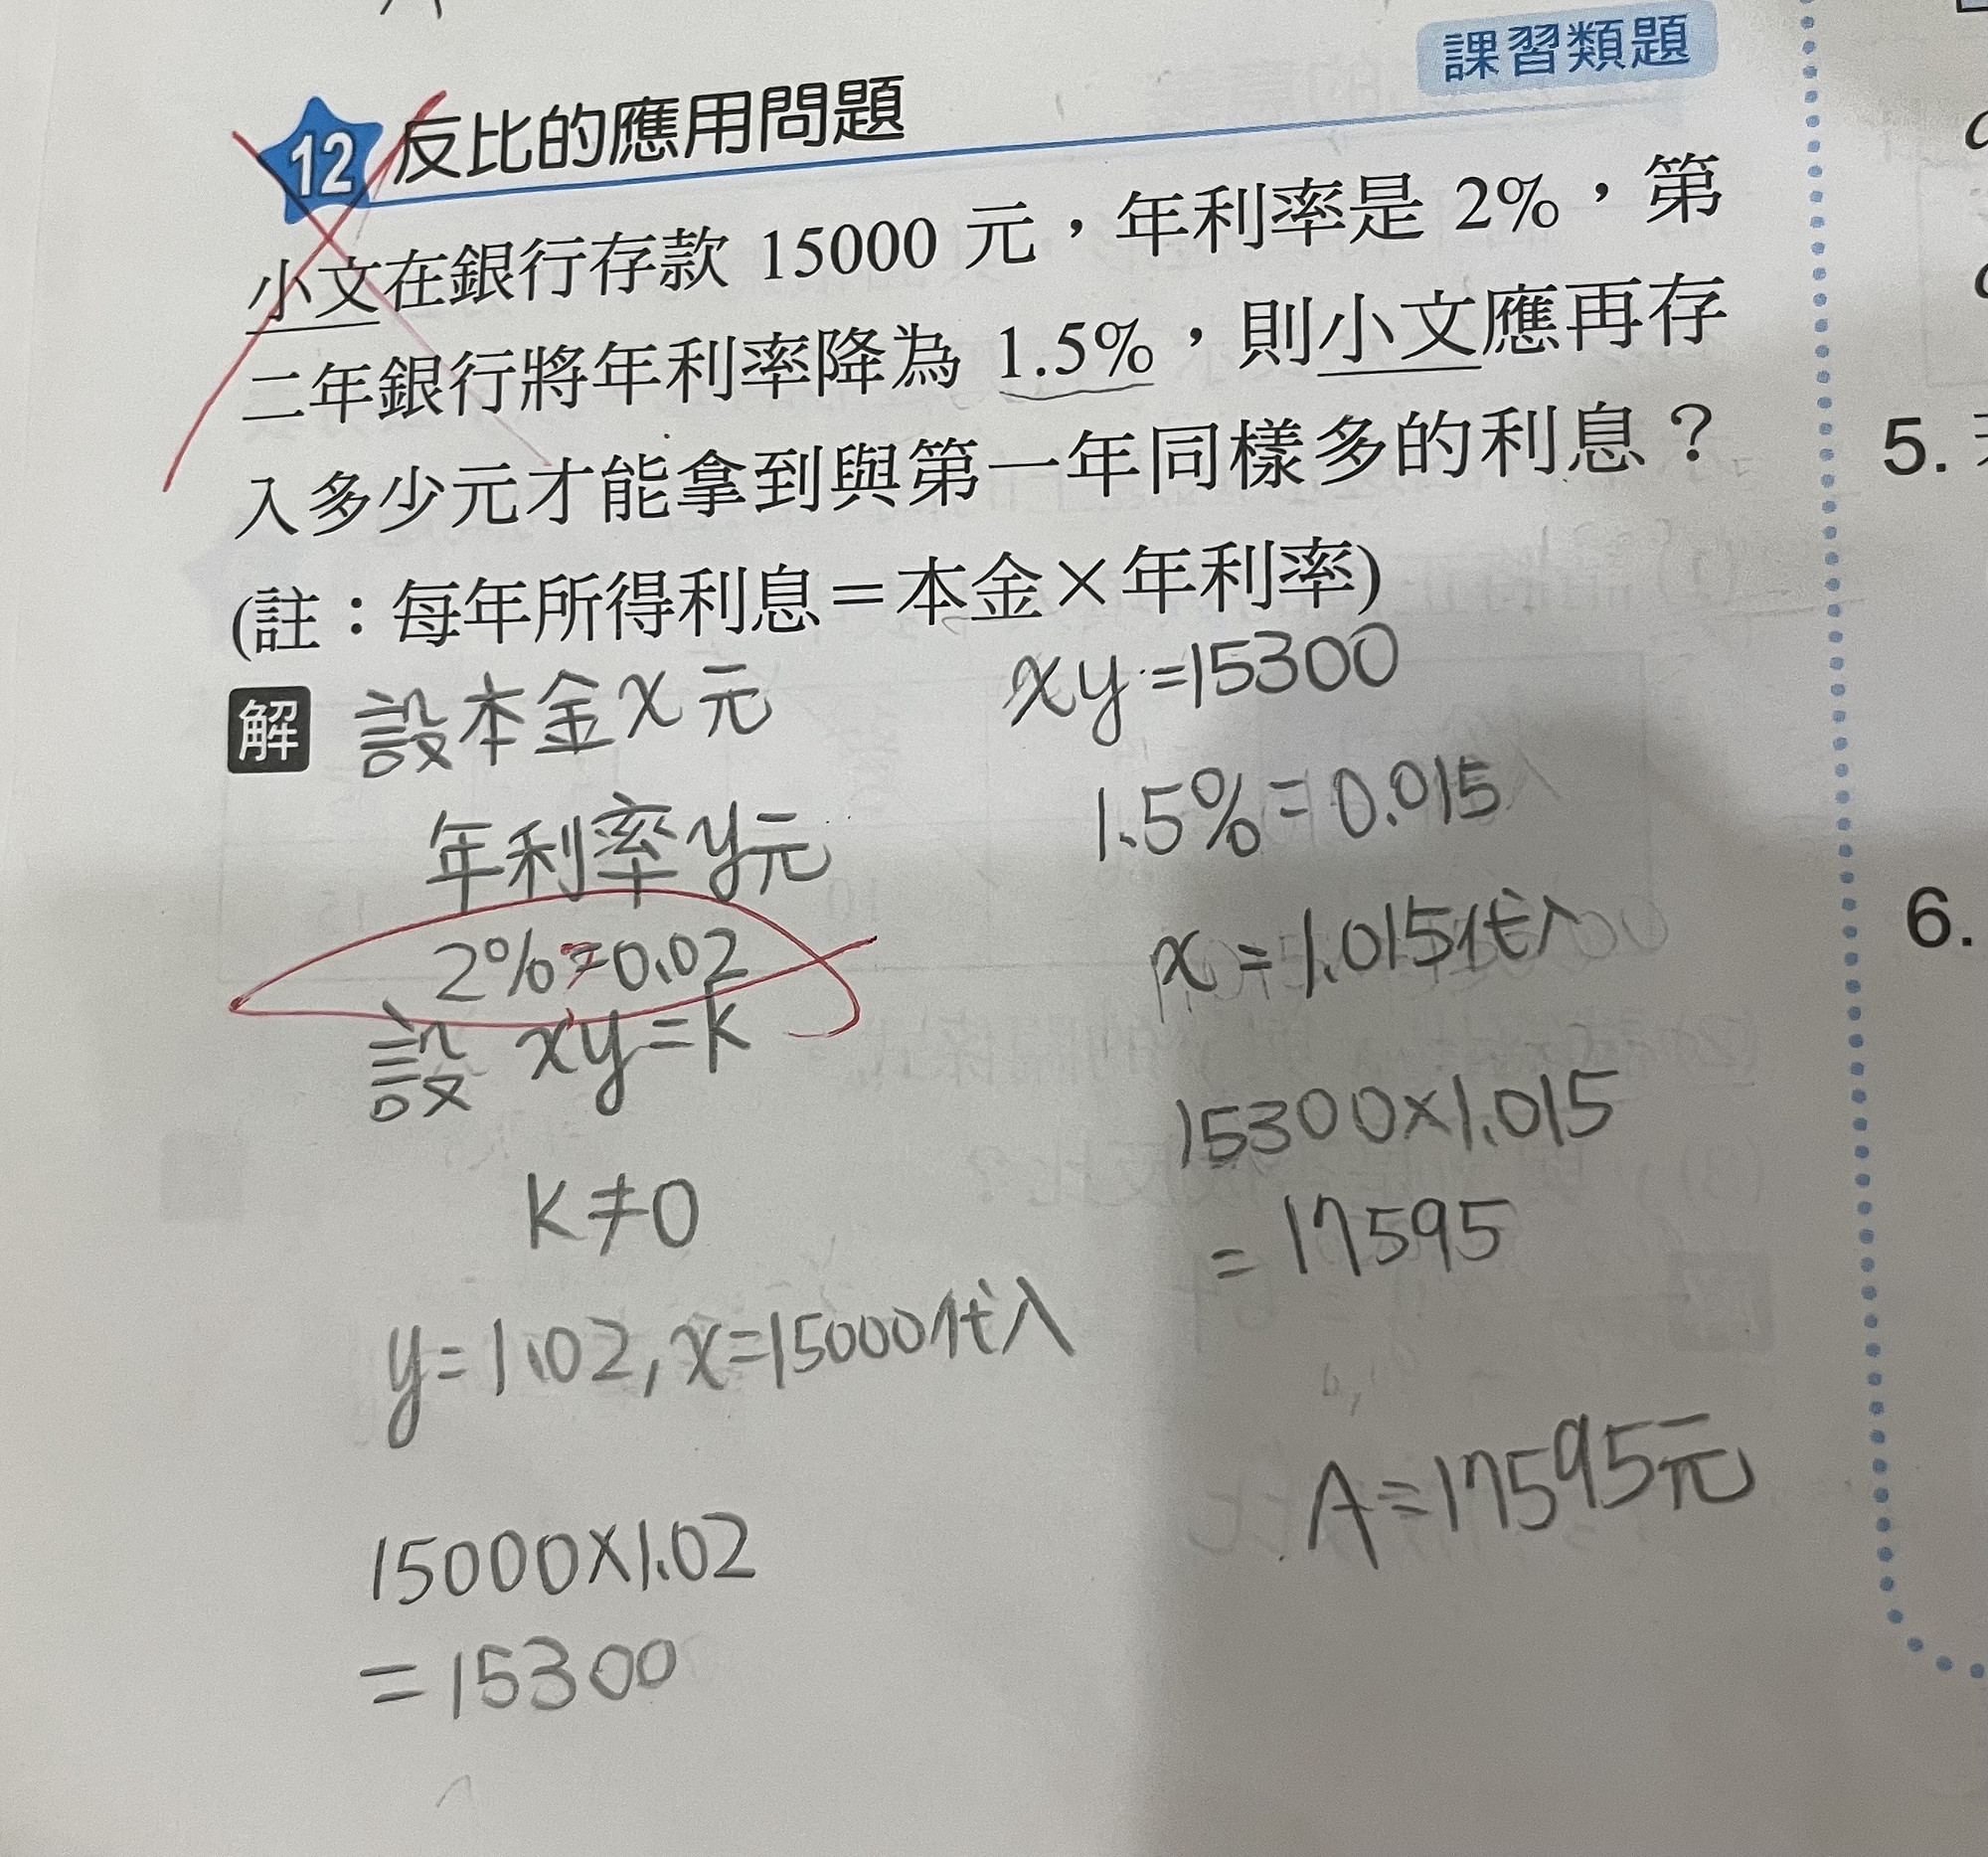 課習類題
12 反比的應用問題
小文在銀行存款 15000 元，年利率是 2%，第
二年銀行將年利率降為 1.5%，則小文應再存
入多少元才能拿到與第一年同樣多的利息？
(註：每年所得利息＝本金×年利率)
解 設本金x元
年利率y元
2%=0.02
設 xy=k
k≠0
y=1.02, x=15000代入
15000×1.02
=15300
xy=15300
1.5%=0.015
x=1.015代入
15300×1.015
=17595
A=17595元
5.
6.